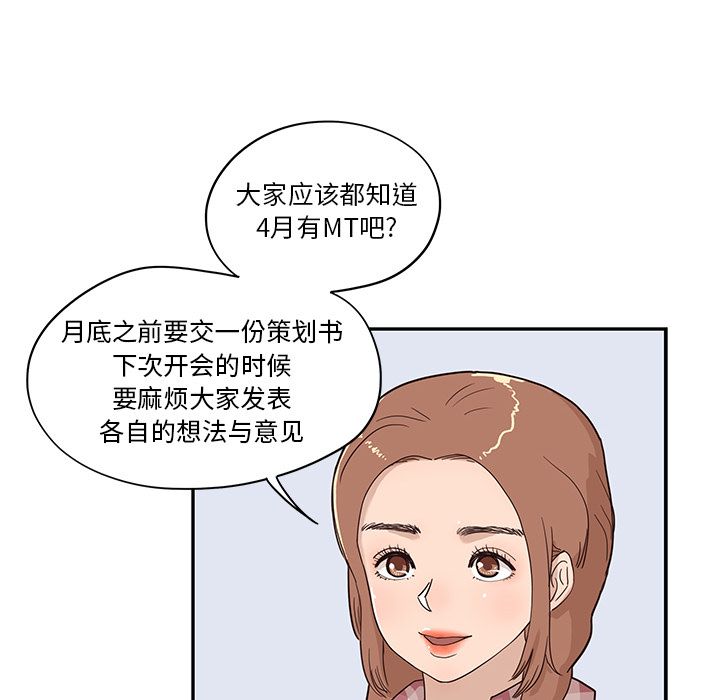 大家应该都知道
4月有MT吧?
月底之前要交一份策划书
下次开会的时候
要麻烦大家发表
各自的想法与意见